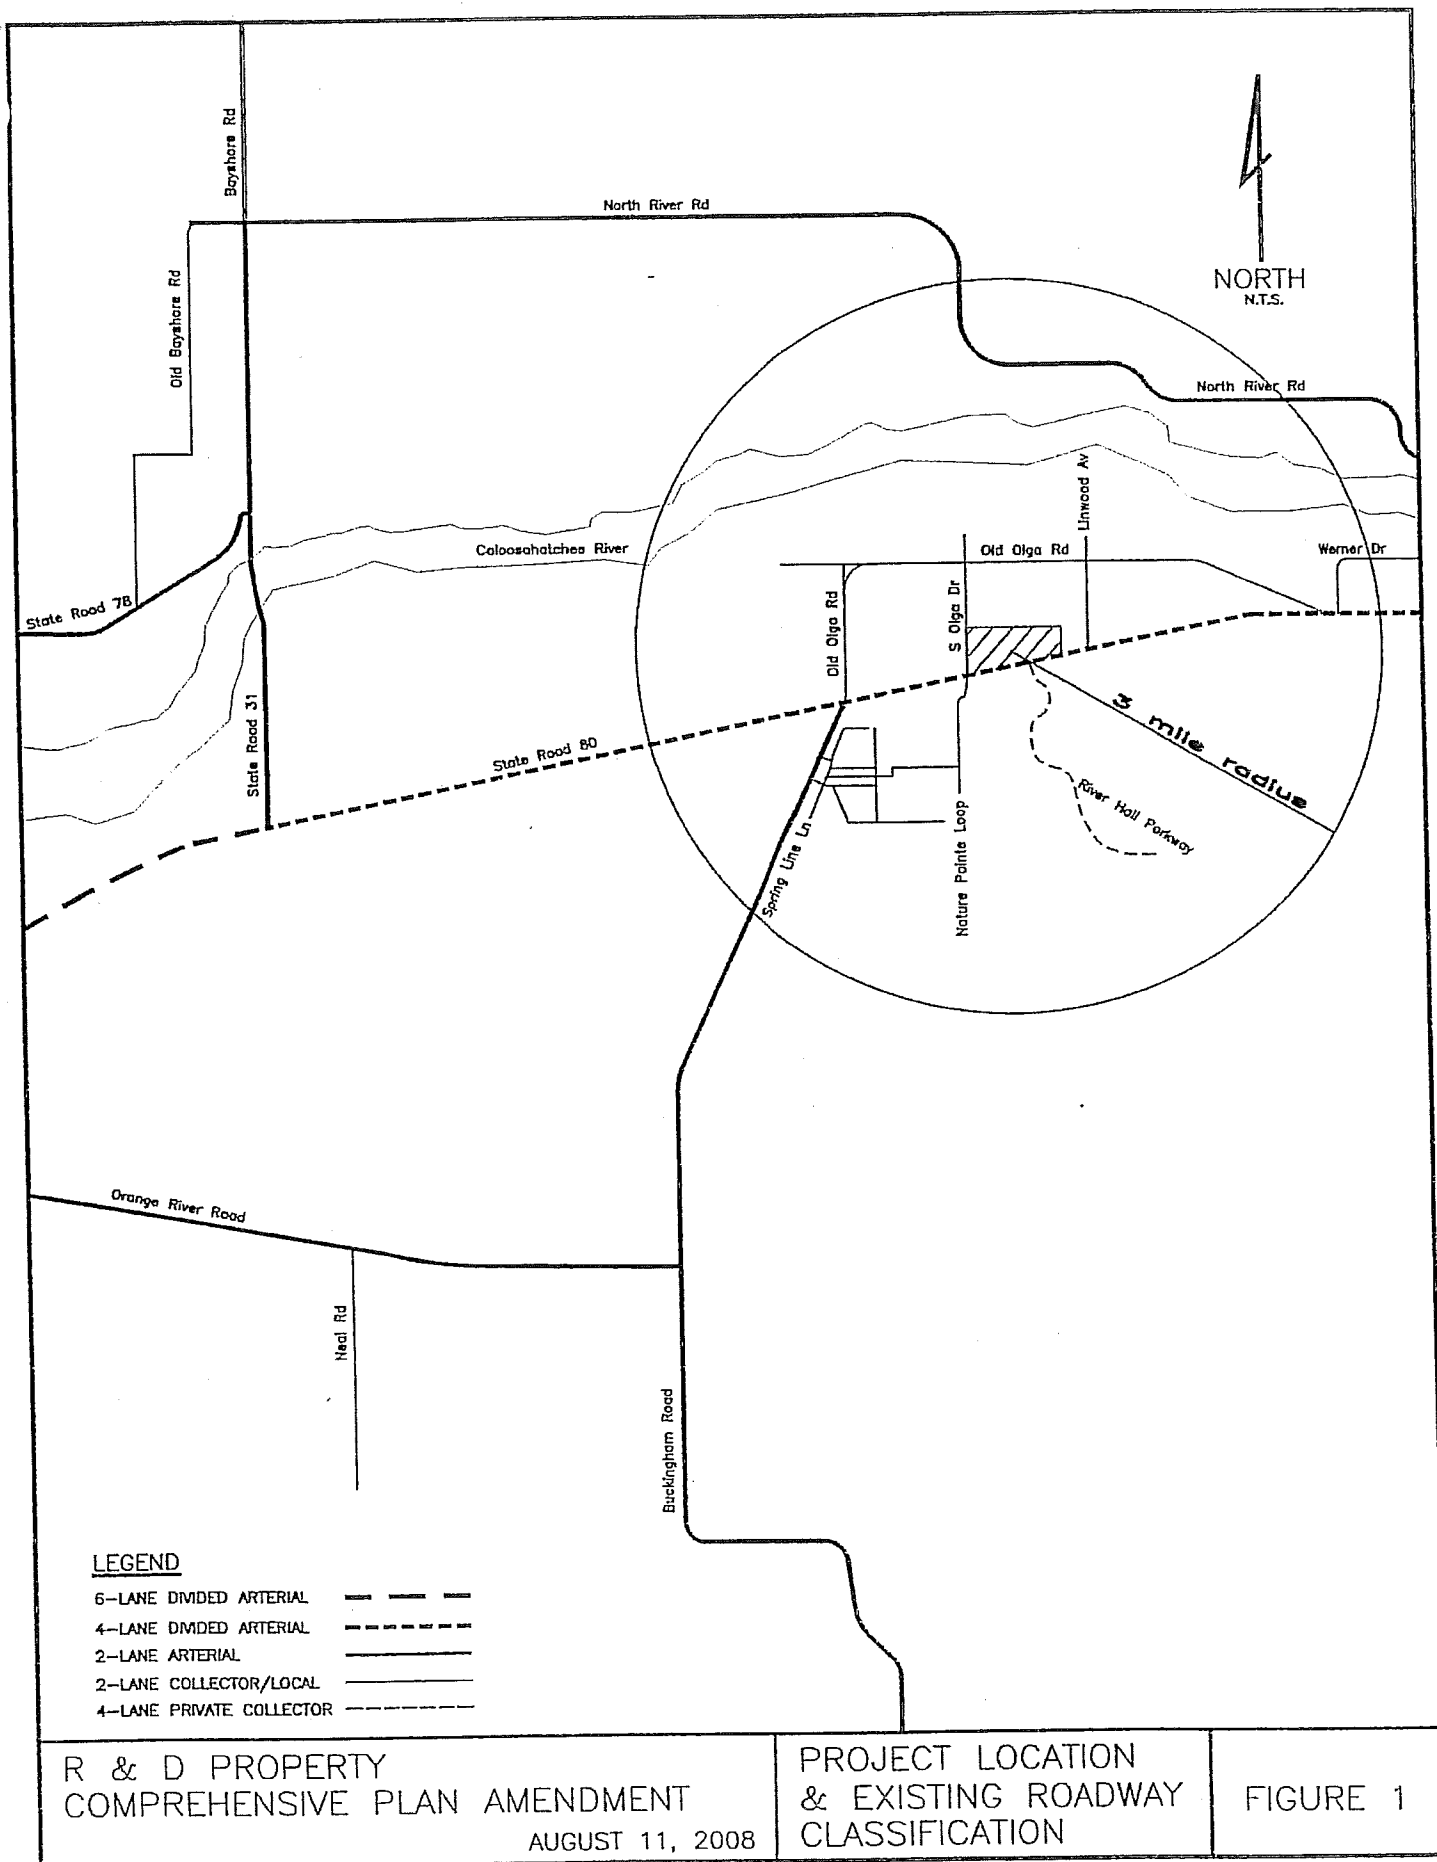 Bayshore Rd
North River Rd
NORTH
N.T.S.
Old Bayshore Rd
North River Rd
Linwood Av
Caloosahatchee River
Old Olga Rd
Werner Dr
State Road 78
Old Olga Rd
S Olga Dr
State Road 31
State Road 80
3 mile radius
River Hall Parkway
Spring Line Ln
Nature Pointe Loop
Orange River Road
Neal Rd
Buckingham Road
LEGEND
6-LANE DIVIDED ARTERIAL
4-LANE DIVIDED ARTERIAL
2-LANE ARTERIAL
2-LANE COLLECTOR/LOCAL
4-LANE PRIVATE COLLECTOR
R & D PROPERTY
COMPREHENSIVE PLAN AMENDMENT
AUGUST 11, 2008
PROJECT LOCATION
& EXISTING ROADWAY
CLASSIFICATION
FIGURE 1